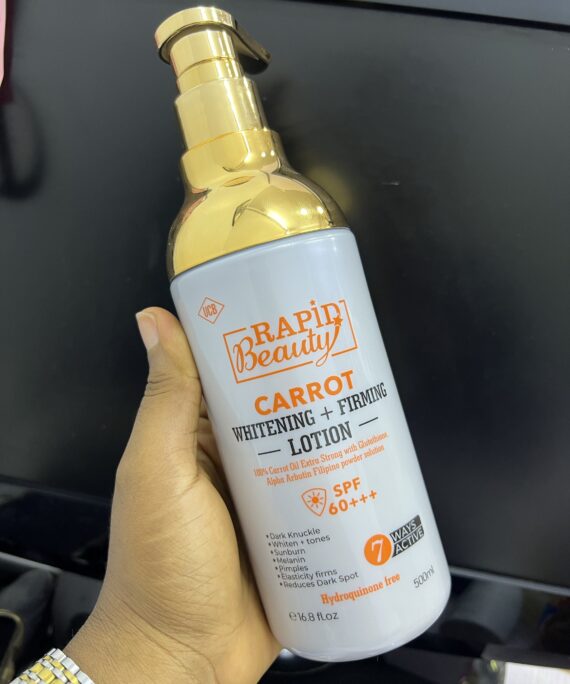 UCB
RAPID
Beauty
CARROT
WHITENING + FIRMING
LOTION
100% Carrot Oil Extra Strong with Glutathione,
Alpha Arbutin Filipino powder solution
SPF
60+++
• Dark Knuckle
• Whiten + tones
• Sunburn
• Melanin
• Pimples
• Elasticity firms
• Reduces Dark Spot
7 WAYS
ACTIVE
Hydroquinone free
℮16.8 fl.oz
500ml